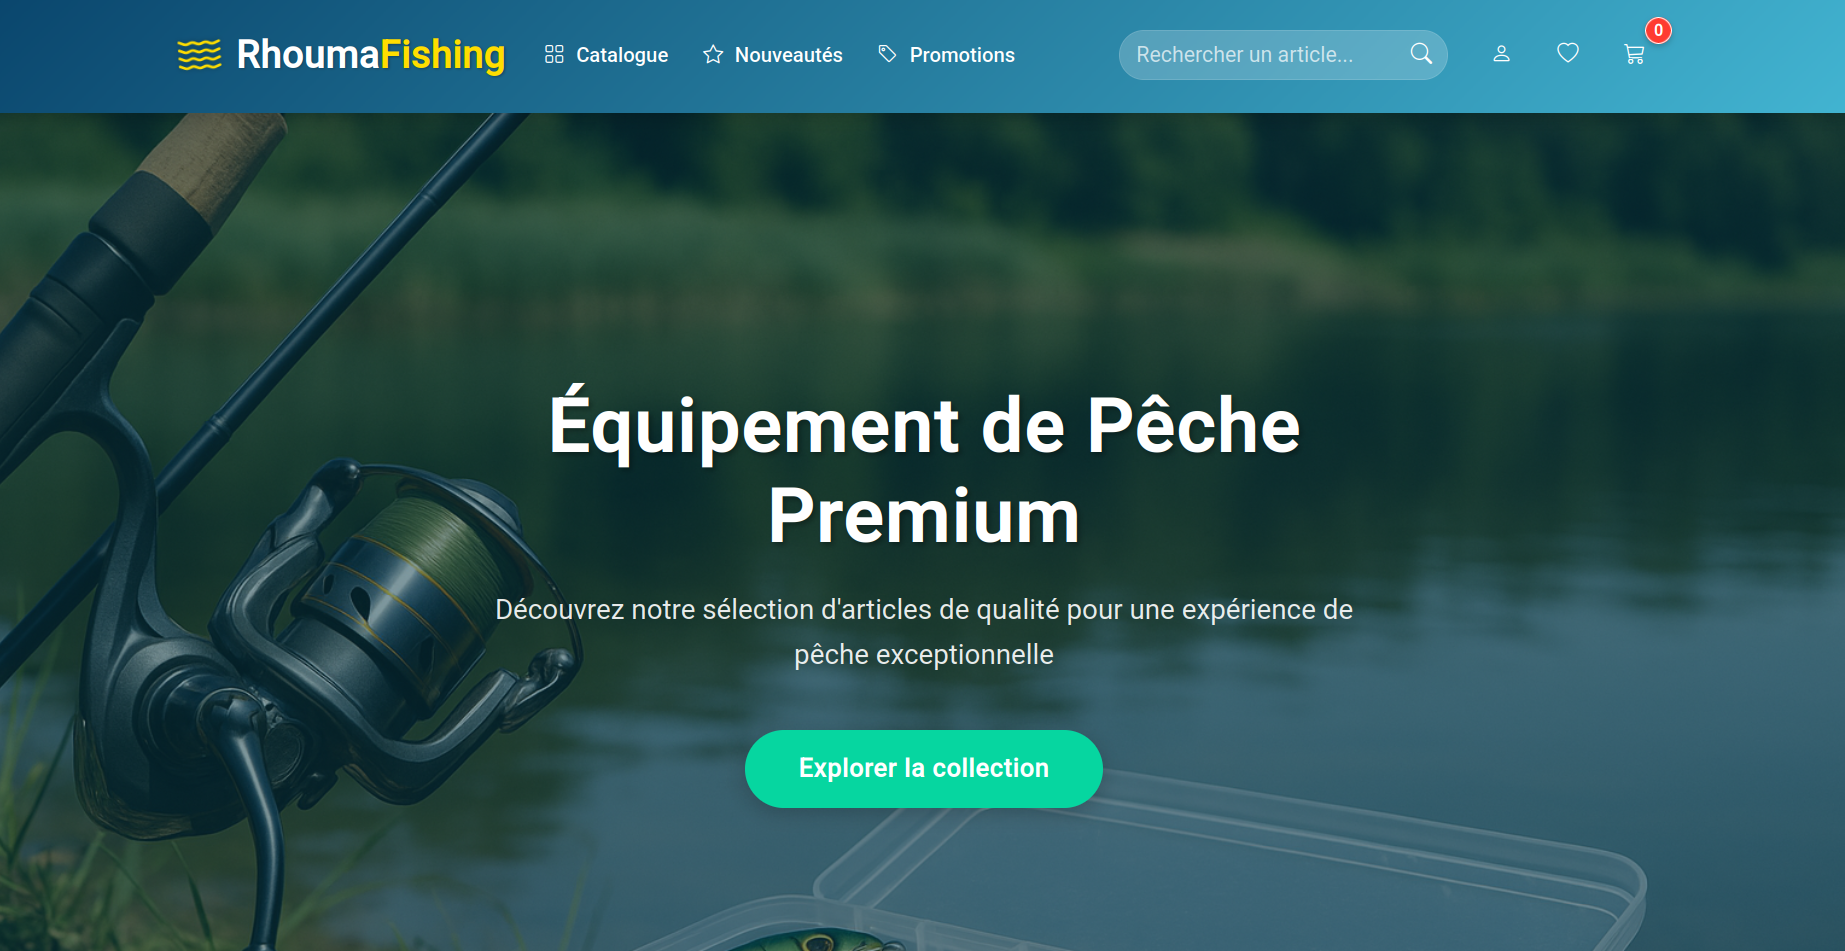 RhoumaFishing
Catalogue
Nouveautés
Promotions
Rechercher un article...
0
Équipement de Pêche
Premium
Découvrez notre sélection d'articles de qualité pour une expérience de
pêche exceptionnelle
Explorer la collection